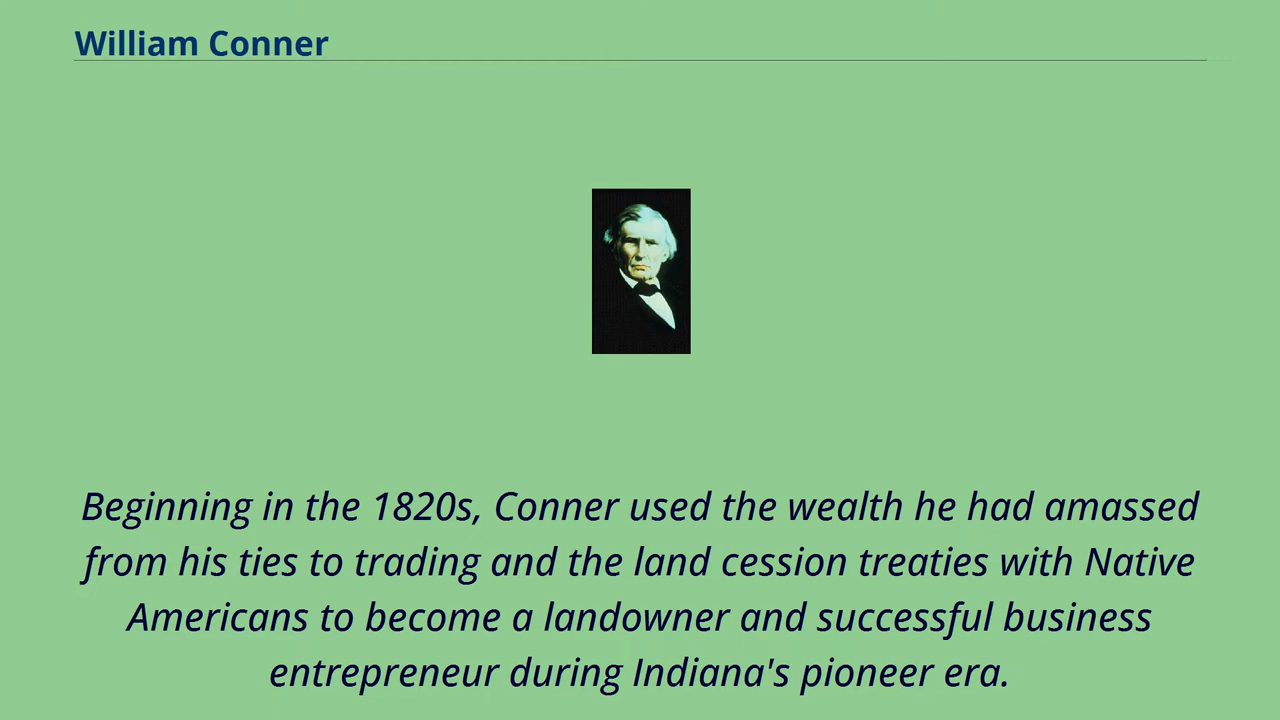 William Conner
Beginning in the 1820s, Conner used the wealth he had amassed
from his ties to trading and the land cession treaties with Native
Americans to become a landowner and successful business
entrepreneur during Indiana's pioneer era.